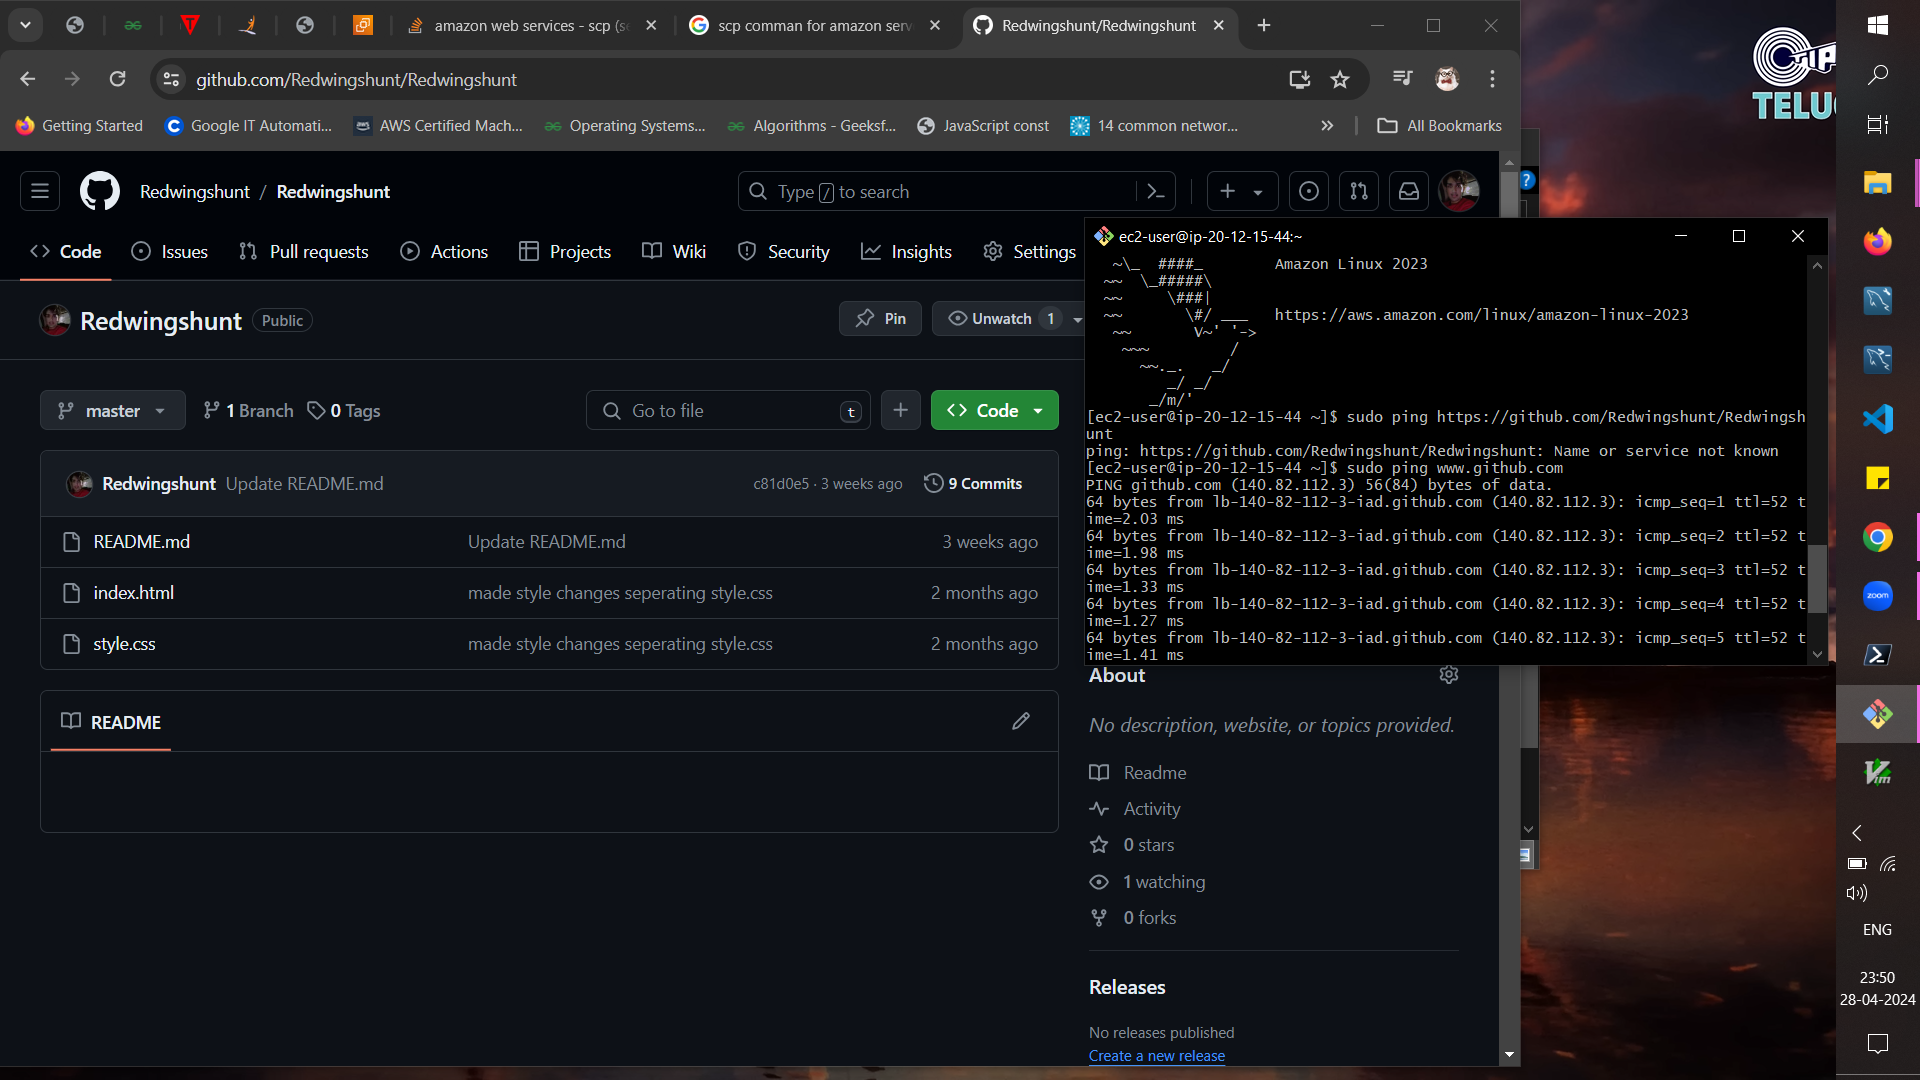 amazon web services - scp (se
scp comman for amazon serv
Redwingshunt/Redwingshunt
github.com/Redwingshunt/Redwingshunt
Getting Started
Google IT Automati...
AWS Certified Mach...
Operating Systems...
Algorithms - Geeksf...
JavaScript const
14 common networ...
All Bookmarks
TELU
Redwingshunt / Redwingshunt
Type / to search
Code
Issues
Pull requests
Actions
Projects
Wiki
Security
Insights
Settings
Redwingshunt Public
Pin
Unwatch 1
master
1 Branch
0 Tags
Go to file t
Code
Redwingshunt Update README.md
c81d0e5 · 3 weeks ago
9 Commits
README.md Update README.md 3 weeks ago
index.html made style changes seperating style.css 2 months ago
style.css made style changes seperating style.css 2 months ago
README
ec2-user@ip-20-12-15-44:~
   ~\_  ####_        Amazon Linux 2023
  ~~  \_#####\
  ~~     \###|
  ~~       \#/ ___   https://aws.amazon.com/linux/amazon-linux-2023
   ~~       V~' '->
    ~~~         /
      ~~._.   _/
         _/ _/
       _/m/'
[ec2-user@ip-20-12-15-44 ~]$ sudo ping https://github.com/Redwingshunt/Redwingsh
unt
ping: https://github.com/Redwingshunt/Redwingshunt: Name or service not known
[ec2-user@ip-20-12-15-44 ~]$ sudo ping www.github.com
PING github.com (140.82.112.3) 56(84) bytes of data.
64 bytes from lb-140-82-112-3-iad.github.com (140.82.112.3): icmp_seq=1 ttl=52 t
ime=2.03 ms
64 bytes from lb-140-82-112-3-iad.github.com (140.82.112.3): icmp_seq=2 ttl=52 t
ime=1.98 ms
64 bytes from lb-140-82-112-3-iad.github.com (140.82.112.3): icmp_seq=3 ttl=52 t
ime=1.33 ms
64 bytes from lb-140-82-112-3-iad.github.com (140.82.112.3): icmp_seq=4 ttl=52 t
ime=1.27 ms
64 bytes from lb-140-82-112-3-iad.github.com (140.82.112.3): icmp_seq=5 ttl=52 t
ime=1.41 ms
About
No description, website, or topics provided.
Readme
Activity
0 stars
1 watching
0 forks
Releases
No releases published
Create a new release
zoom
Vim
ENG
23:50
28-04-2024